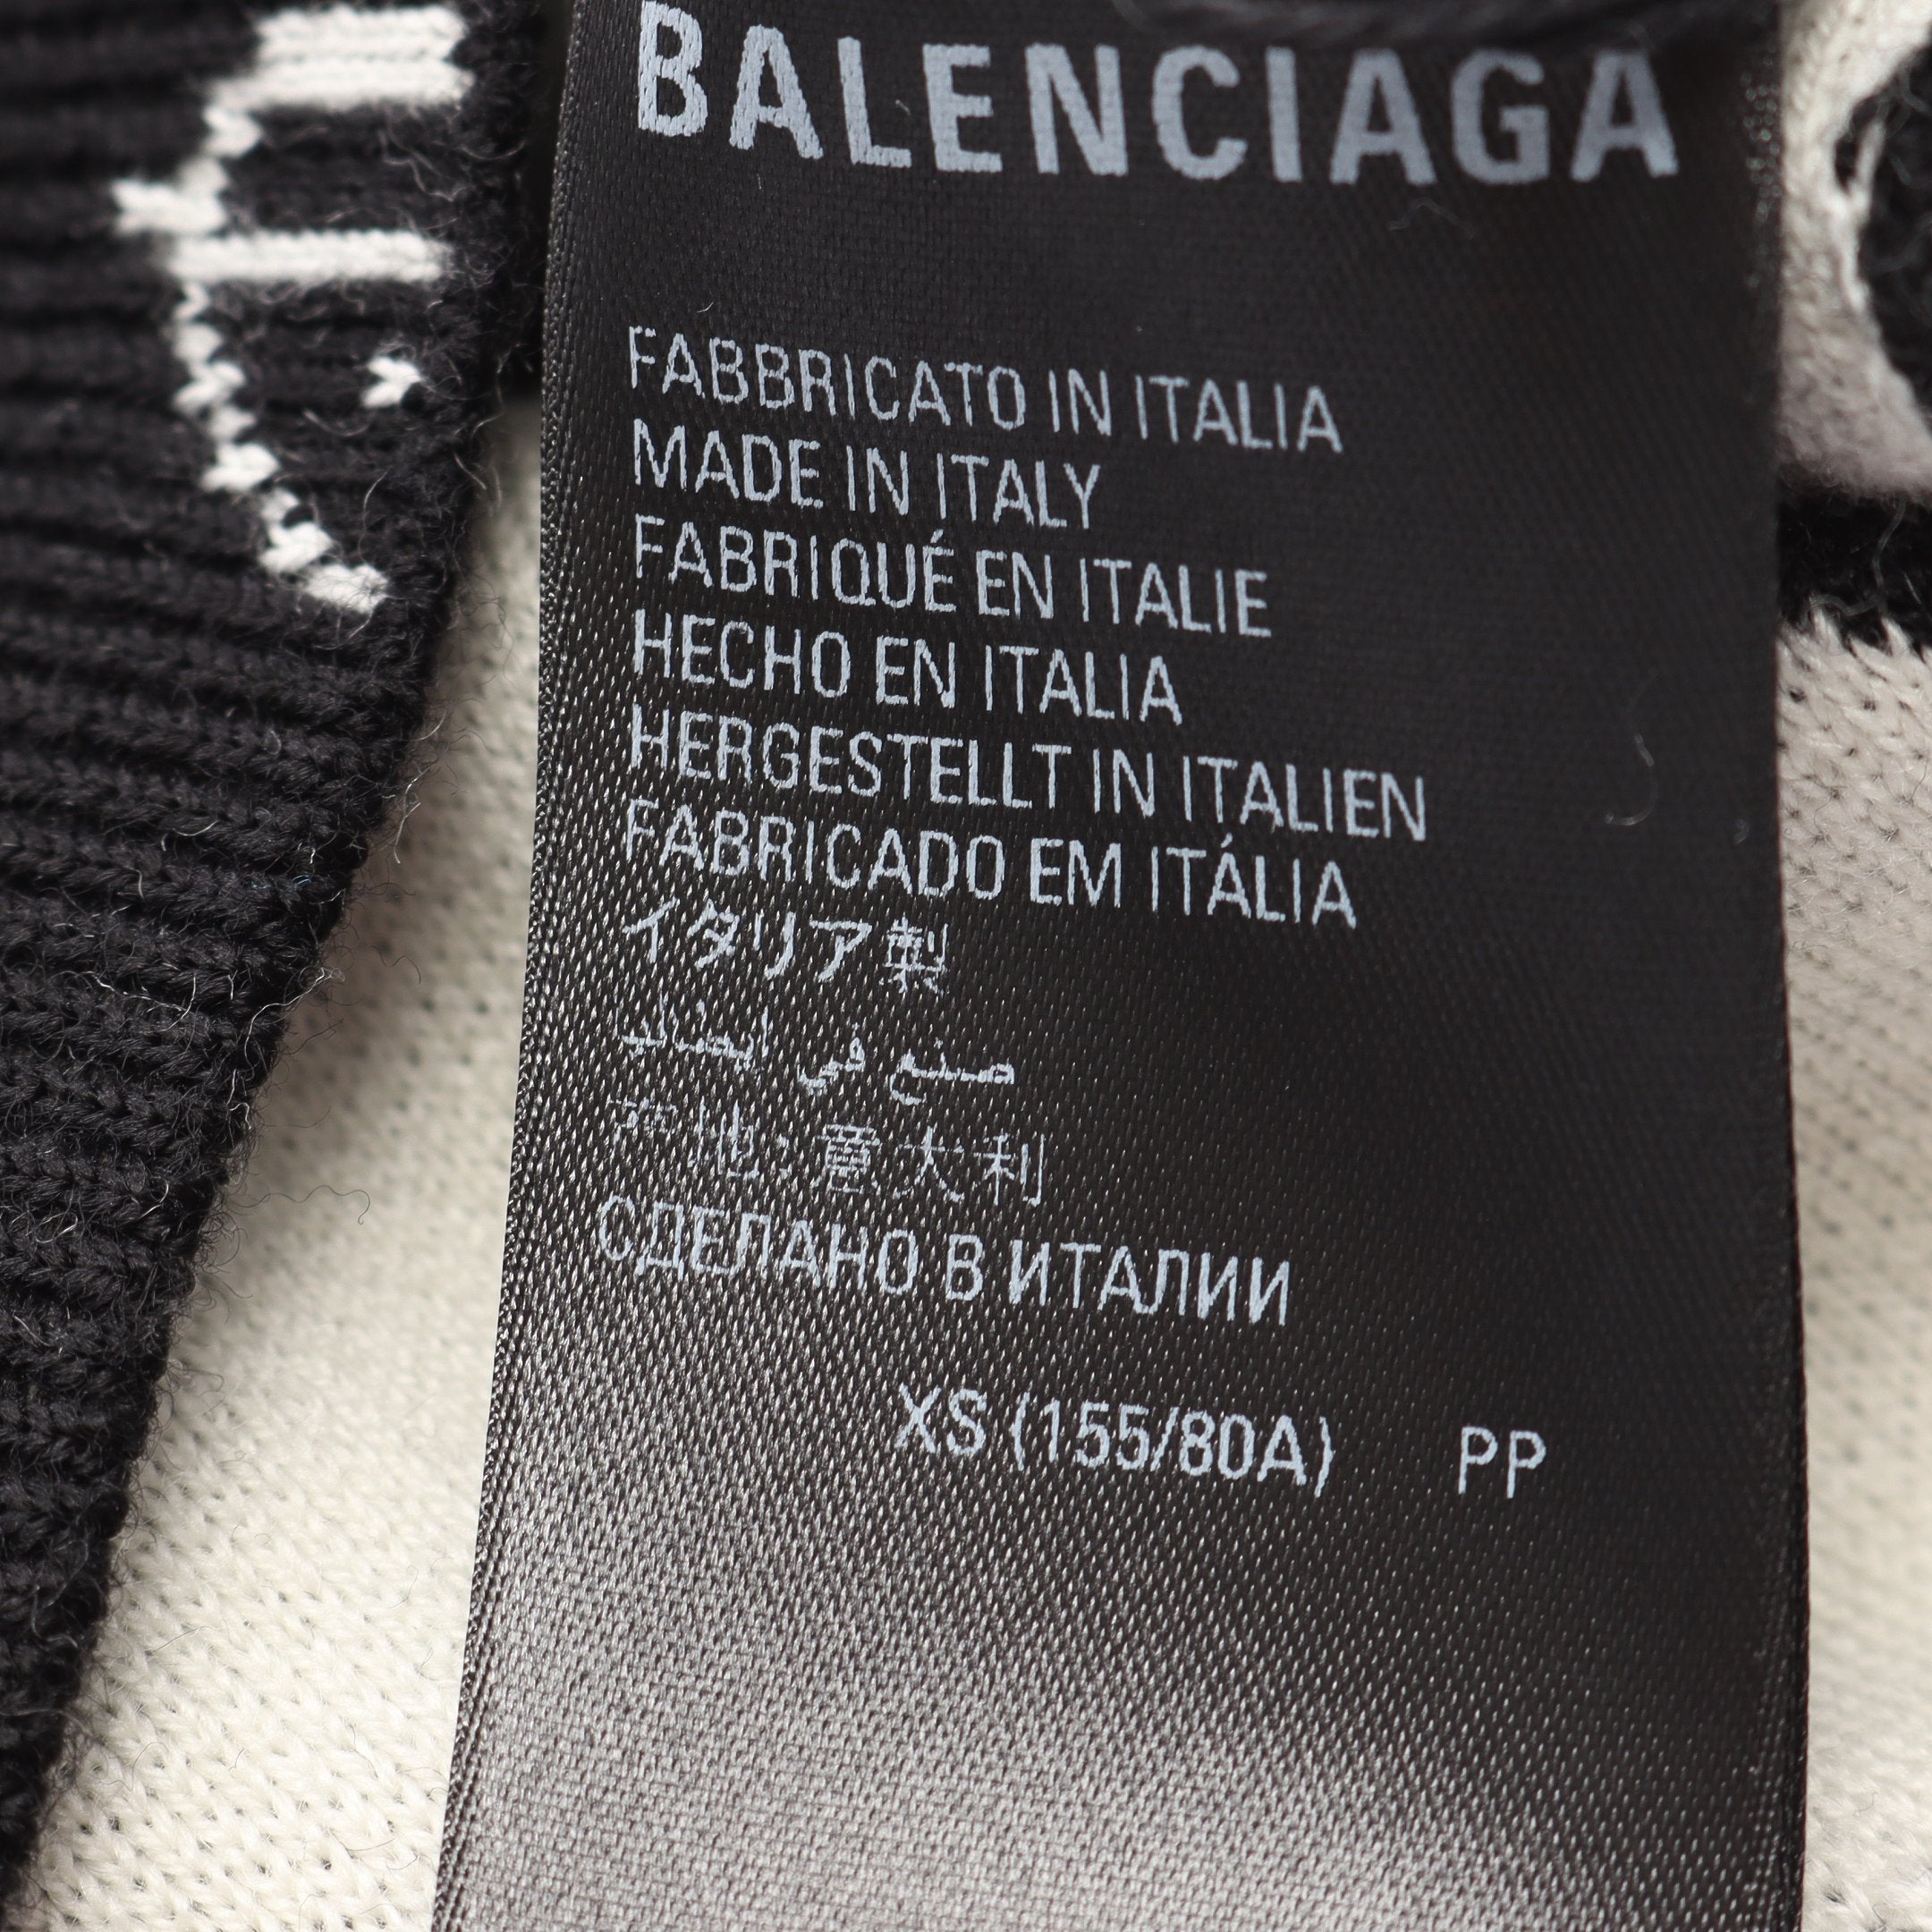 BALENCIAGA
FABBRICATO IN ITALIA
MADE IN ITALY
FABRIQUÉ EN ITALIE
HECHO EN ITALIA
HERGESTELLT IN ITALIEN
FABRICADO EM ITÁLIA
イタリア製
صنع في ايطاليا
产地:意大利
СДЕЛАНО В ИТАЛИИ
XS (155/80A) PP